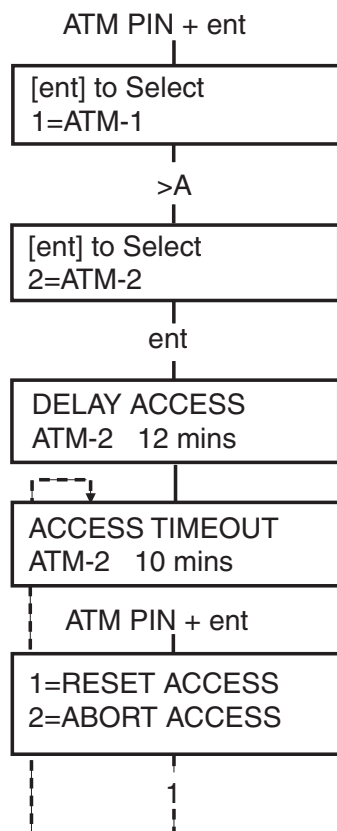 ATM PIN + ent
[ent] to Select
1=ATM-1
>A
[ent] to Select
2=ATM-2
ent
DELAY ACCESS
ATM-2 12 mins
ACCESS TIMEOUT
ATM-2 10 mins
ATM PIN + ent
1=RESET ACCESS
2=ABORT ACCESS
1